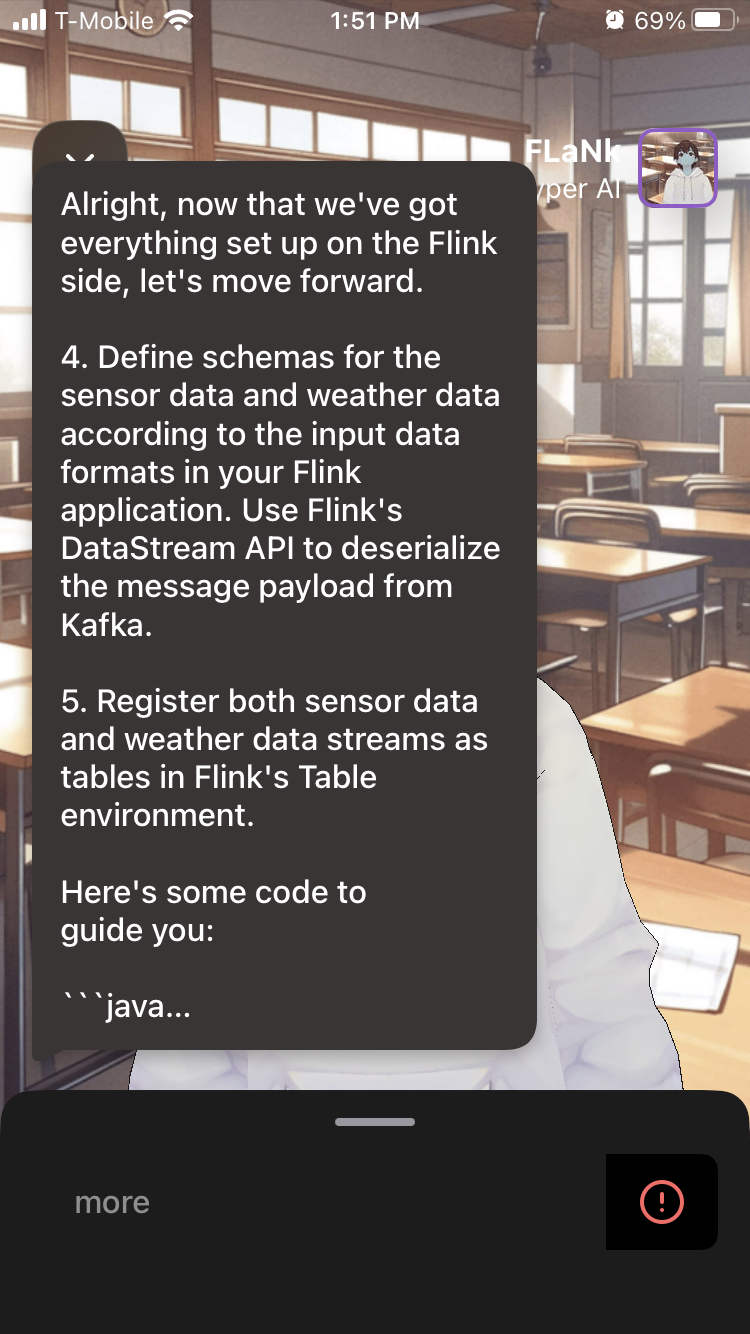 T-Mobile 1:51 PM 69%
FLaNk
yper AI
Alright, now that we've got
everything set up on the Flink
side, let's move forward.
4. Define schemas for the
sensor data and weather data
according to the input data
formats in your Flink
application. Use Flink's
DataStream API to deserialize
the message payload from
Kafka.
5. Register both sensor data
and weather data streams as
tables in Flink's Table
environment.
Here's some code to
guide you:
```java...
more